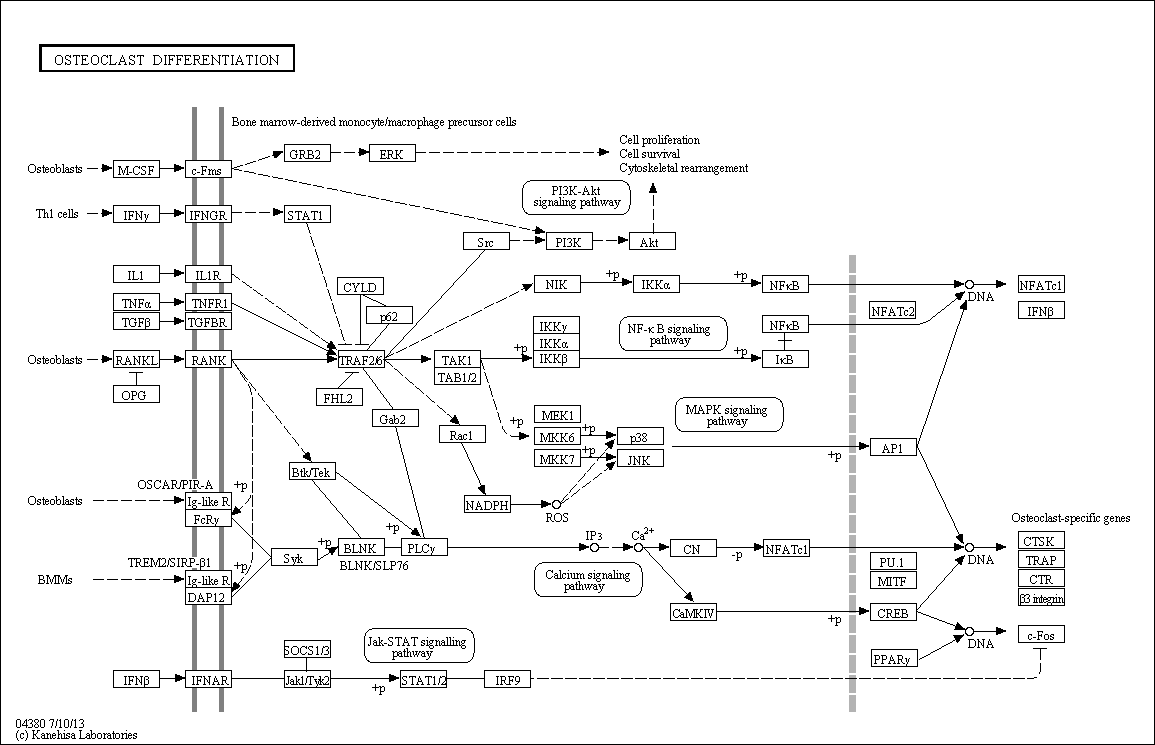 OSTEOCLAST DIFFERENTIATION
Bone marrow-derived monocyte/macrophage precursor cells
Osteoblasts
M-CSF
c-Fms
GRB2
ERK
Cell proliferation
Cell survival
Cytoskeletal rearrangement
PI3K-Akt
signaling pathway
Th1 cells
IFNγ
IFNGR
STAT1
Src
PI3K
Akt
IL1
IL1R
CYLD
NIK
+p
IKKα
+p
NFκB
DNA
NFATc1
TNFα
TNFR1
p62
NFATc2
IFNβ
TGFβ
TGFBR
IKKγ
IKKα
IKKβ
NF-κ B signaling
pathway
NFκB
IκB
+p
+p
Osteoblasts
RANKL
RANK
TRAF2/6
TAK1
TAB1/2
OPG
FHL2
Gab2
Rac1
MEK1
MKK6
MKK7
+p
+p
+p
p38
JNK
MAPK signaling
pathway
+p
AP1
Btk/Tek
OSCAR/PIR-A
+p
Osteoblasts
Ig-like R
FcRγ
NADPH
ROS
Osteoclast-specific genes
+p
+p
Syk
BLNK
BLNK/SLP76
PLCγ
IP3
Ca2+
CN
-p
NFATc1
DNA
CTSK
TRAP
CTR
β3 integrin
TREM2/SIRP-β1
+p
BMMs
Ig-like R
DAP12
Calcium signaling
pathway
PU.1
MITF
CaMKIV
+p
CREB
DNA
c-Fos
PPARγ
Jak-STAT signalling
pathway
SOCS1/3
IFNβ
IFNAR
Jak1/Tyk2
+p
STAT1/2
IRF9
04380 7/10/13
(c) Kanehisa Laboratories